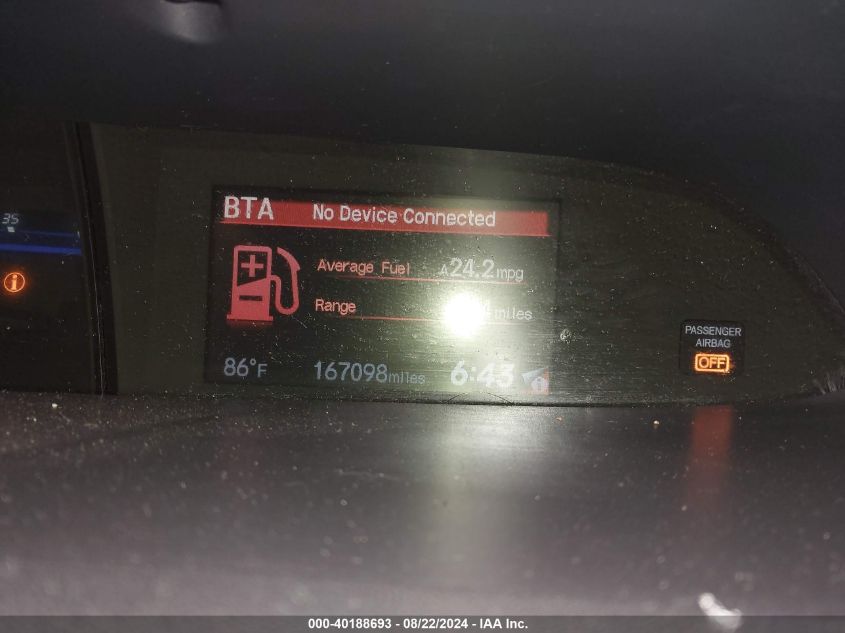 35
BTA No Device Connected
Average Fuel A24.2mpg
Range miles
86°F 167098miles 6:43
PASSENGER
AIRBAG
OFF
000-40188693 - 08/22/2024 - IAA Inc.